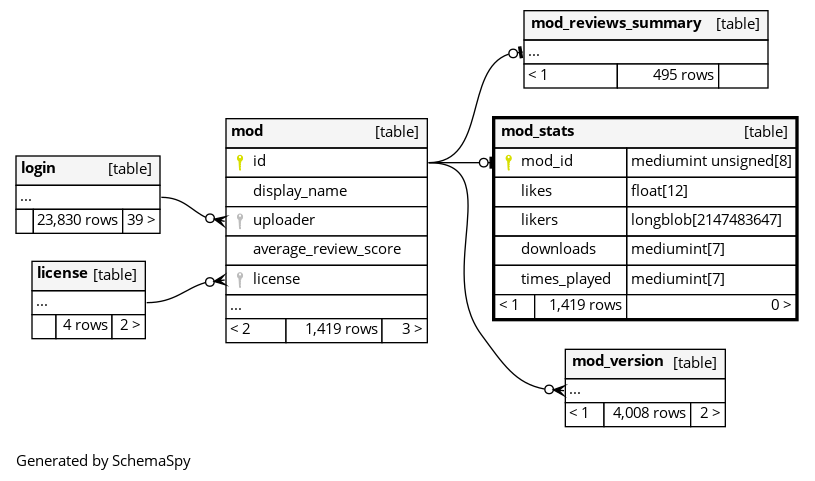 mod_reviews_summary [table]
...
< 1 495 rows
mod_stats [table]
mod_id mediumint unsigned[8]
likes float[12]
likers longblob[2147483647]
downloads mediumint[7]
times_played mediumint[7]
< 1 1,419 rows 0 >
mod [table]
id
display_name
uploader
average_review_score
license
...
< 2 1,419 rows 3 >
login [table]
...
23,830 rows 39 >
license [table]
...
4 rows 2 >
mod_version [table]
...
< 1 4,008 rows 2 >
Generated by SchemaSpy